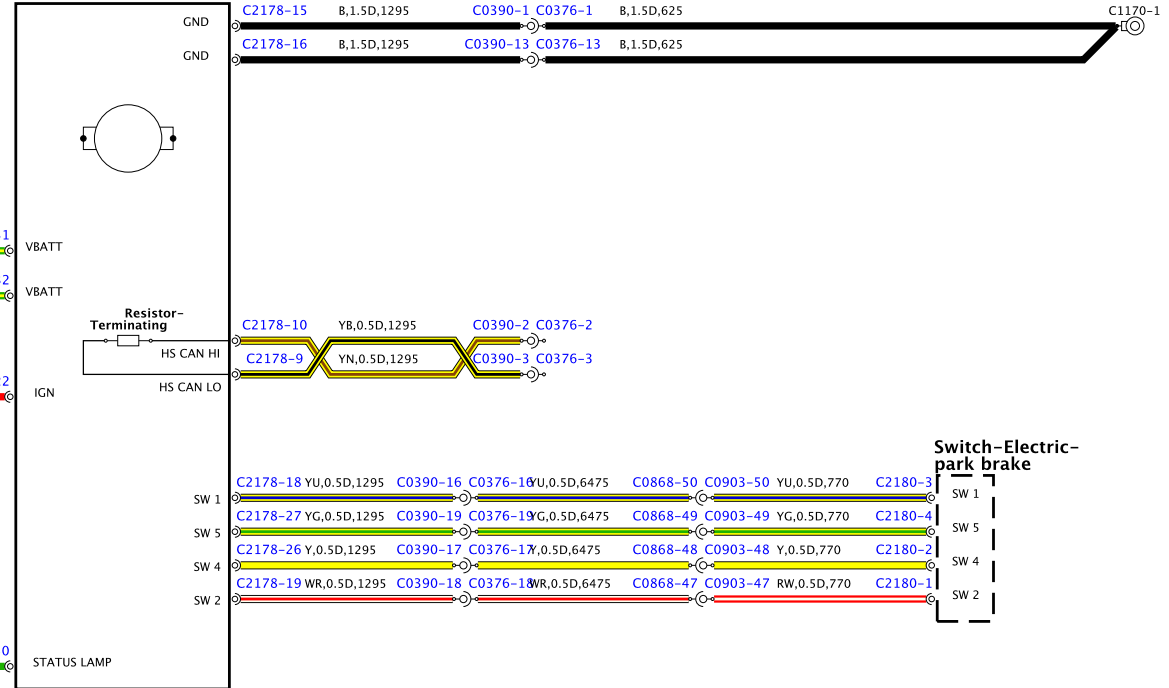 C2178-15 B,1.5D,1295 C0390-1 C0376-1 B,1.5D,625 C1170-1
GND
C2178-16 B,1.5D,1295 C0390-13 C0376-13 B,1.5D,625
GND
VBATT
VBATT
Resistor-
Terminating
C2178-10 YB,0.5D,1295 C0390-2 C0376-2
HS CAN HI
C2178-9 YN,0.5D,1295 C0390-3 C0376-3
HS CAN LO
22 IGN
Switch-Electric-
park brake
C2178-18 YU,0.5D,1295 C0390-16 C0376-16 YU,0.5D,6475 C0868-50 C0903-50 YU,0.5D,770 C2180-3
SW 1 SW 1
C2178-27 YG,0.5D,1295 C0390-19 C0376-19 YG,0.5D,6475 C0868-49 C0903-49 YG,0.5D,770 C2180-4
SW 5 SW 5
C2178-26 Y,0.5D,1295 C0390-17 C0376-17 Y,0.5D,6475 C0868-48 C0903-48 Y,0.5D,770 C2180-2
SW 4 SW 4
C2178-19 WR,0.5D,1295 C0390-18 C0376-18 WR,0.5D,6475 C0868-47 C0903-47 RW,0.5D,770 C2180-1
SW 2 SW 2
0
STATUS LAMP